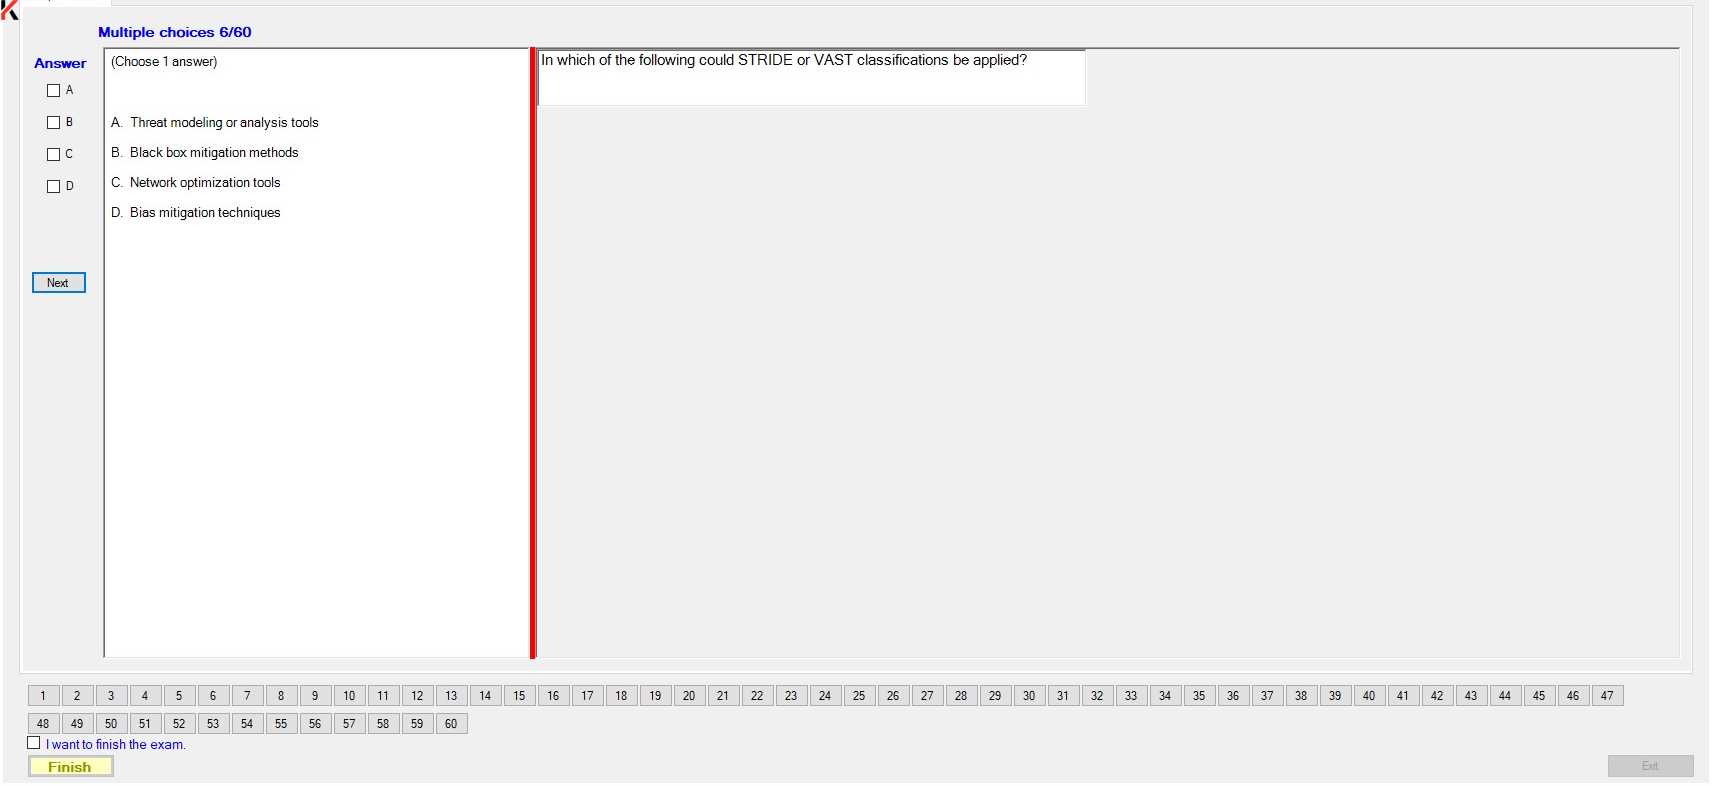 Multiple choices 6/60
Answer
A
B
C
D
Next
(Choose 1 answer)
A. Threat modeling or analysis tools
B. Black box mitigation methods
C. Network optimization tools
D. Bias mitigation techniques
In which of the following could STRIDE or VAST classifications be applied?
1 2 3 4 5 6 7 8 9 10 11 12 13 14 15 16 17 18 19 20 21 22 23 24 25 26 27 28 29 30 31 32 33 34 35 36 37 38 39 40 41 42 43 44 45 46 47
48 49 50 51 52 53 54 55 56 57 58 59 60
I want to finish the exam.
Finish
Exit